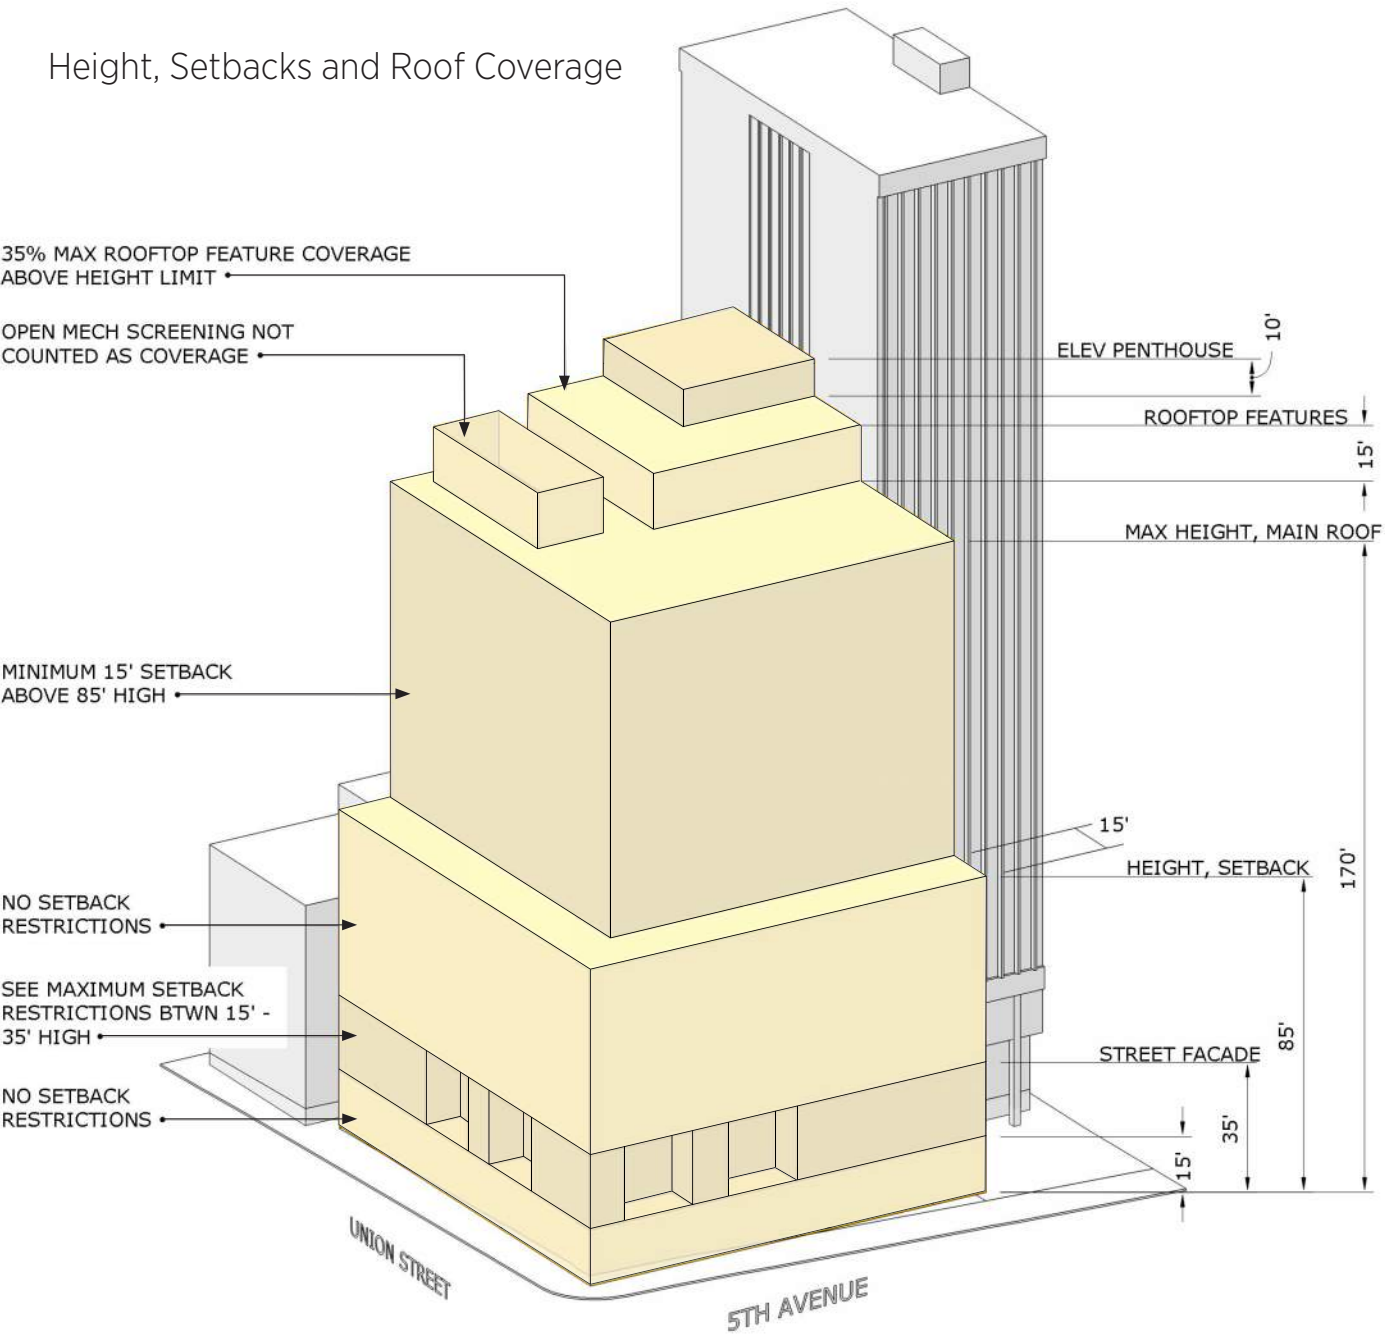 Height, Setbacks and Roof Coverage
35% MAX ROOFTOP FEATURE COVERAGE
ABOVE HEIGHT LIMIT
OPEN MECH SCREENING NOT
COUNTED AS COVERAGE
ELEV PENTHOUSE
10'
ROOFTOP FEATURES
15'
MAX HEIGHT, MAIN ROOF
MINIMUM 15' SETBACK
ABOVE 85' HIGH
15'
HEIGHT, SETBACK
170'
NO SETBACK
RESTRICTIONS
SEE MAXIMUM SETBACK
RESTRICTIONS BTWN 15' -
35' HIGH
85'
STREET FACADE
35'
15'
NO SETBACK
RESTRICTIONS
UNION STREET
5TH AVENUE